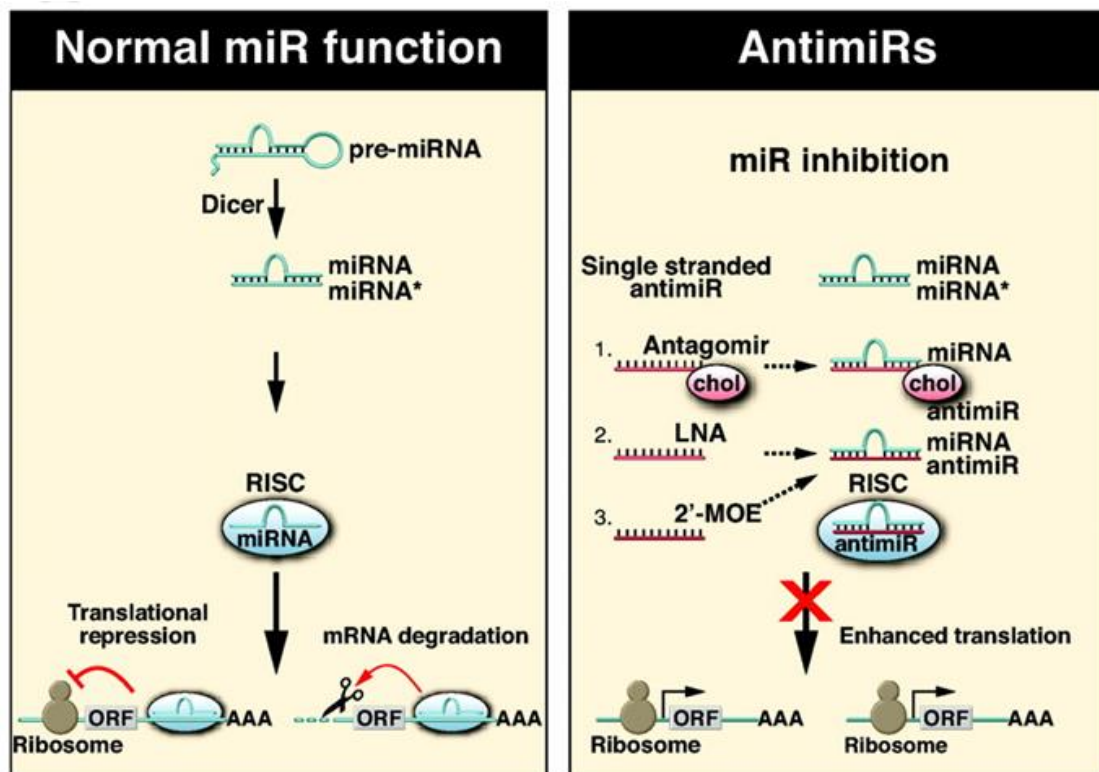 Normal miR function
pre-miRNA
Dicer
miRNA
miRNA*
RISC
miRNA
Translational
repression
mRNA degradation
ORF
AAA
Ribosome
ORF
AAA
AntimiRs
miR inhibition
Single stranded
antimiR
miRNA
miRNA*
1.
Antagomir
chol
miRNA
chol
antimiR
2.
LNA
miRNA
antimiR
3.
2'-MOE
RISC
antimiR
Enhanced translation
ORF
AAA
Ribosome
ORF
AAA
Ribosome